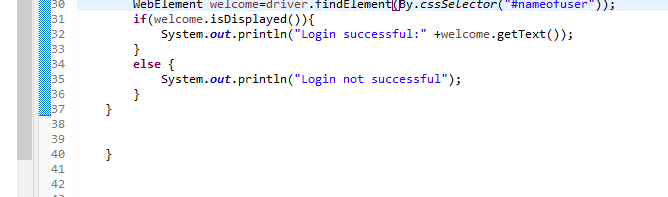 30 WebElement welcome=driver.findElement(By.cssSelector("#nameofuser"));
31 if(welcome.isDisplayed()){
32 System.out.println("Login successful:" +welcome.getText());
33 }
34 else {
35 System.out.println("Login not successful");
36 }
37 }
38
39
40 }
41
42